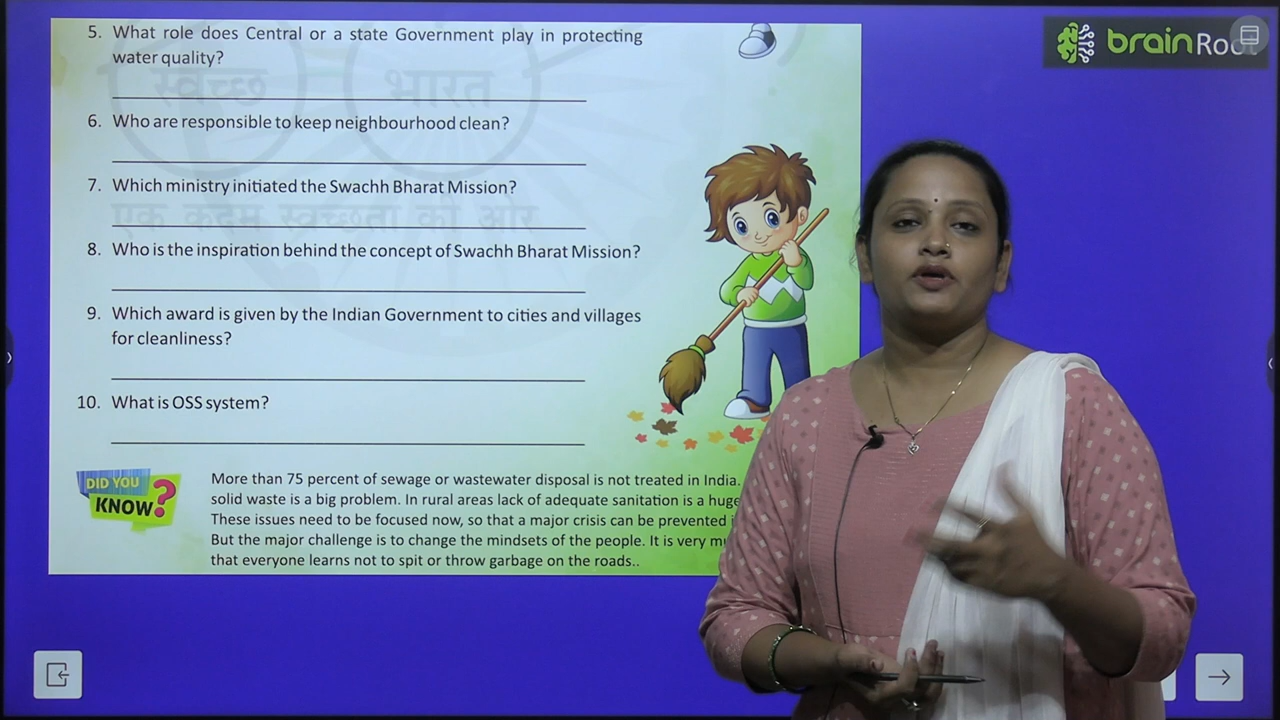 brainRoot
5. What role does Central or a state Government play in protecting
water quality?
स्वच्छ भारत
6. Who are responsible to keep neighbourhood clean?
7. Which ministry initiated the Swachh Bharat Mission?
एक कदम स्वच्छता की ओर
8. Who is the inspiration behind the concept of Swachh Bharat Mission?
9. Which award is given by the Indian Government to cities and villages
for cleanliness?
10. What is OSS system?
DID YOU
KNOW?
More than 75 percent of sewage or wastewater disposal is not treated in India.
solid waste is a big problem. In rural areas lack of adequate sanitation is a huge
These issues need to be focused now, so that a major crisis can be prevented
But the major challenge is to change the mindsets of the people. It is very
that everyone learns not to spit or throw garbage on the roads..